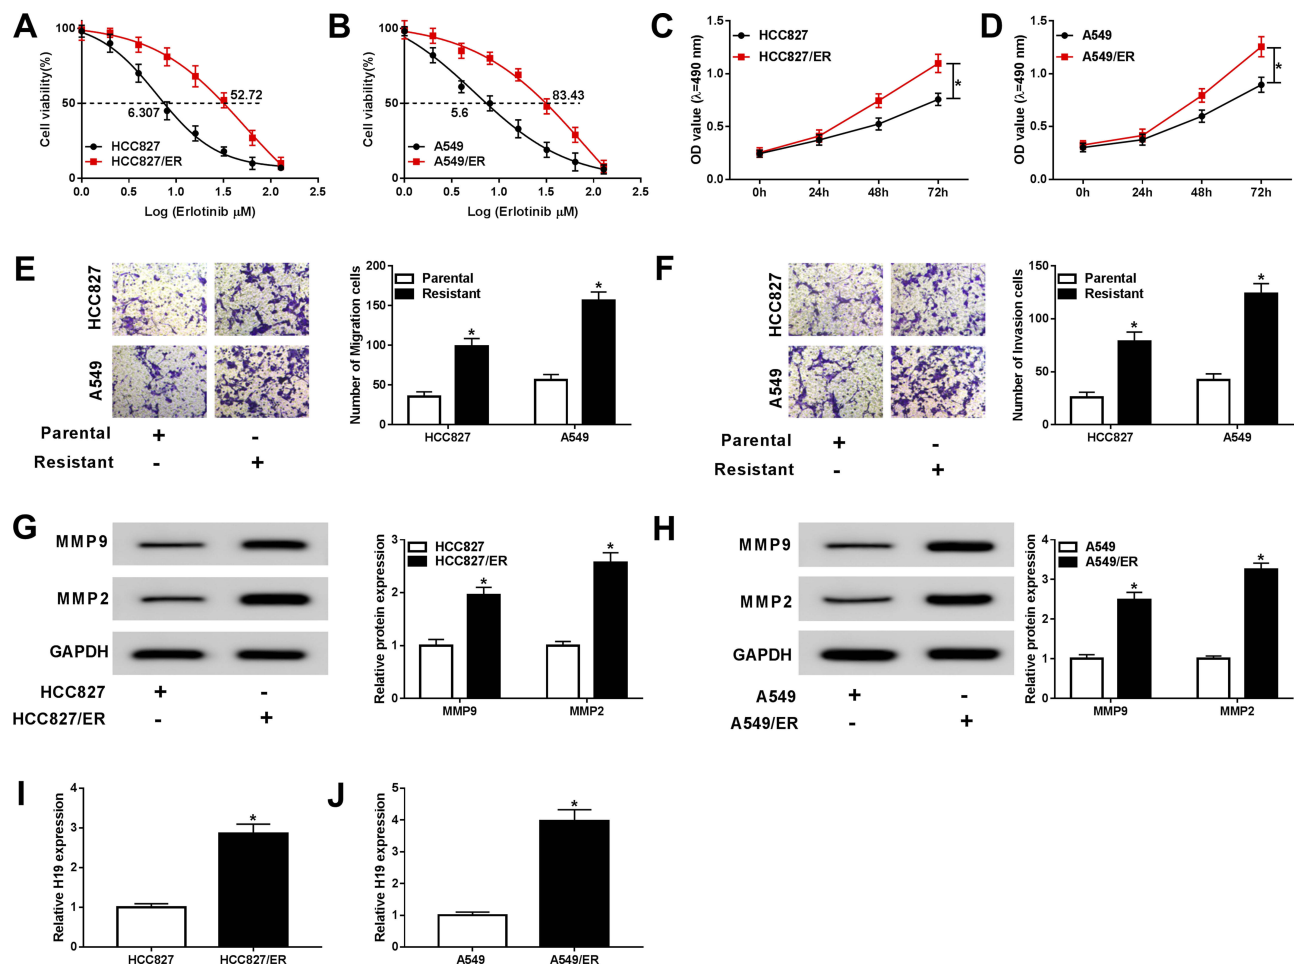 A
Cell viability(%)
100
50
0
52.72
6.307
HCC827
HCC827/ER
0.0 0.5 1.0 1.5 2.0 2.5
Log (Erlotinib μM)
B
Cell viability(%)
100
50
0
83.43
5.6
A549
A549/ER
0.0 0.5 1.0 1.5 2.0 2.5
Log (Erlotinib μM)
C
OD value (λ=490 nm)
1.5
1.0
0.5
0.0
HCC827
HCC827/ER
*
0h 24h 48h 72h
D
OD value (λ=490 nm)
1.5
1.0
0.5
0.0
A549
A549/ER
*
0h 24h 48h 72h
E
HCC827
A549
Parental + -
Resistant - +
Number of Migration cells
200
150
100
50
0
Parental
Resistant
*
*
HCC827 A549
F
HCC827
A549
Parental + -
Resistant - +
Number of Invasion cells
150
100
50
0
Parental
Resistant
*
*
HCC827 A549
G
MMP9
MMP2
GAPDH
HCC827 + -
HCC827/ER - +
Relative protein expression
3
2
1
0
HCC827
HCC827/ER
*
*
MMP9 MMP2
H
MMP9
MMP2
GAPDH
A549 + -
A549/ER - +
Relative protein expression
4
3
2
1
0
A549
A549/ER
*
*
MMP9 MMP2
I
Relative H19 expression
4
3
2
1
0
*
HCC827 HCC827/ER
J
Relative H19 expression
5
4
3
2
1
0
*
A549 A549/ER